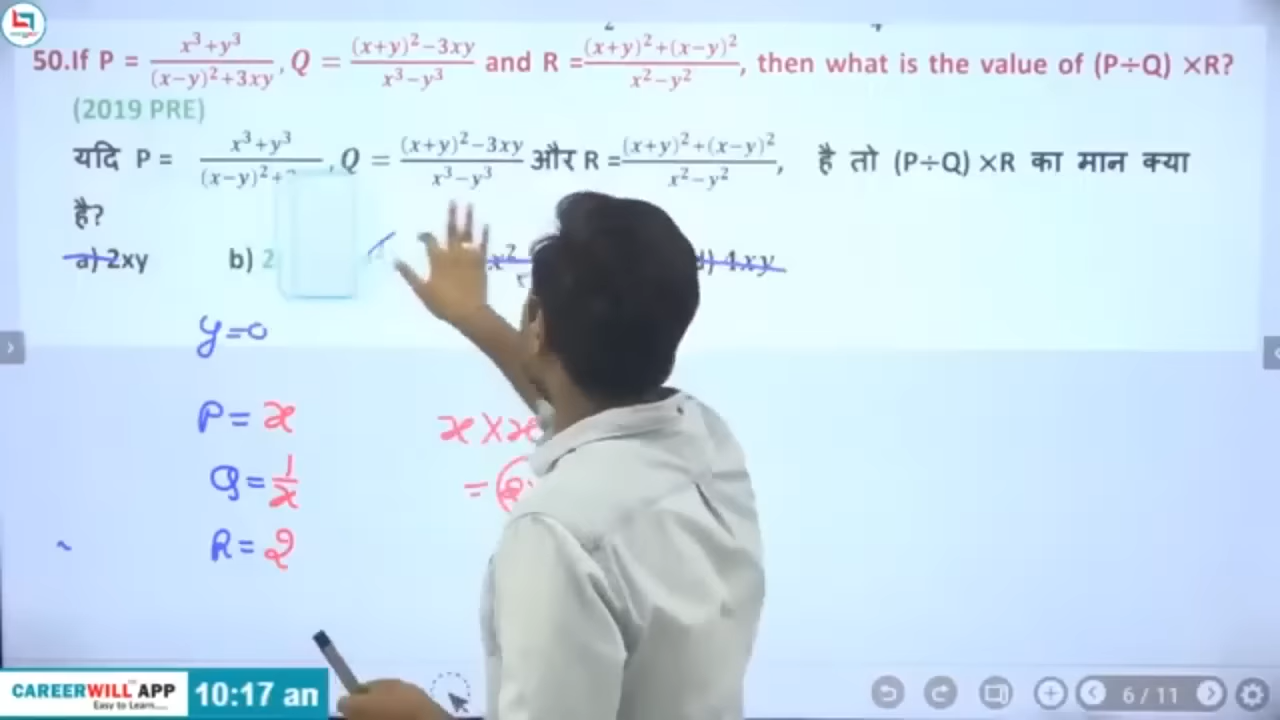 50.If P = x³+y³/(x−y)²+3xy, Q = (x+y)²−3xy/x³−y³ and R = (x+y)²+(x−y)²/x²−y², then what is the value of (P÷Q) ×R?
(2019 PRE)
यदि P = x³+y³/(x−y)²+ , Q = (x+y)²−3xy/x³−y³ और R = (x+y)²+(x−y)²/x²−y², है तो (P÷Q) ×R का मान क्या
है?
a) 2xy b) 2 x² 4xy
y=0
P= x
x×x
Q= 1/x
=
R= 2
CAREERWILL APP
Easy to Learn.....
10:17 an
6 / 11